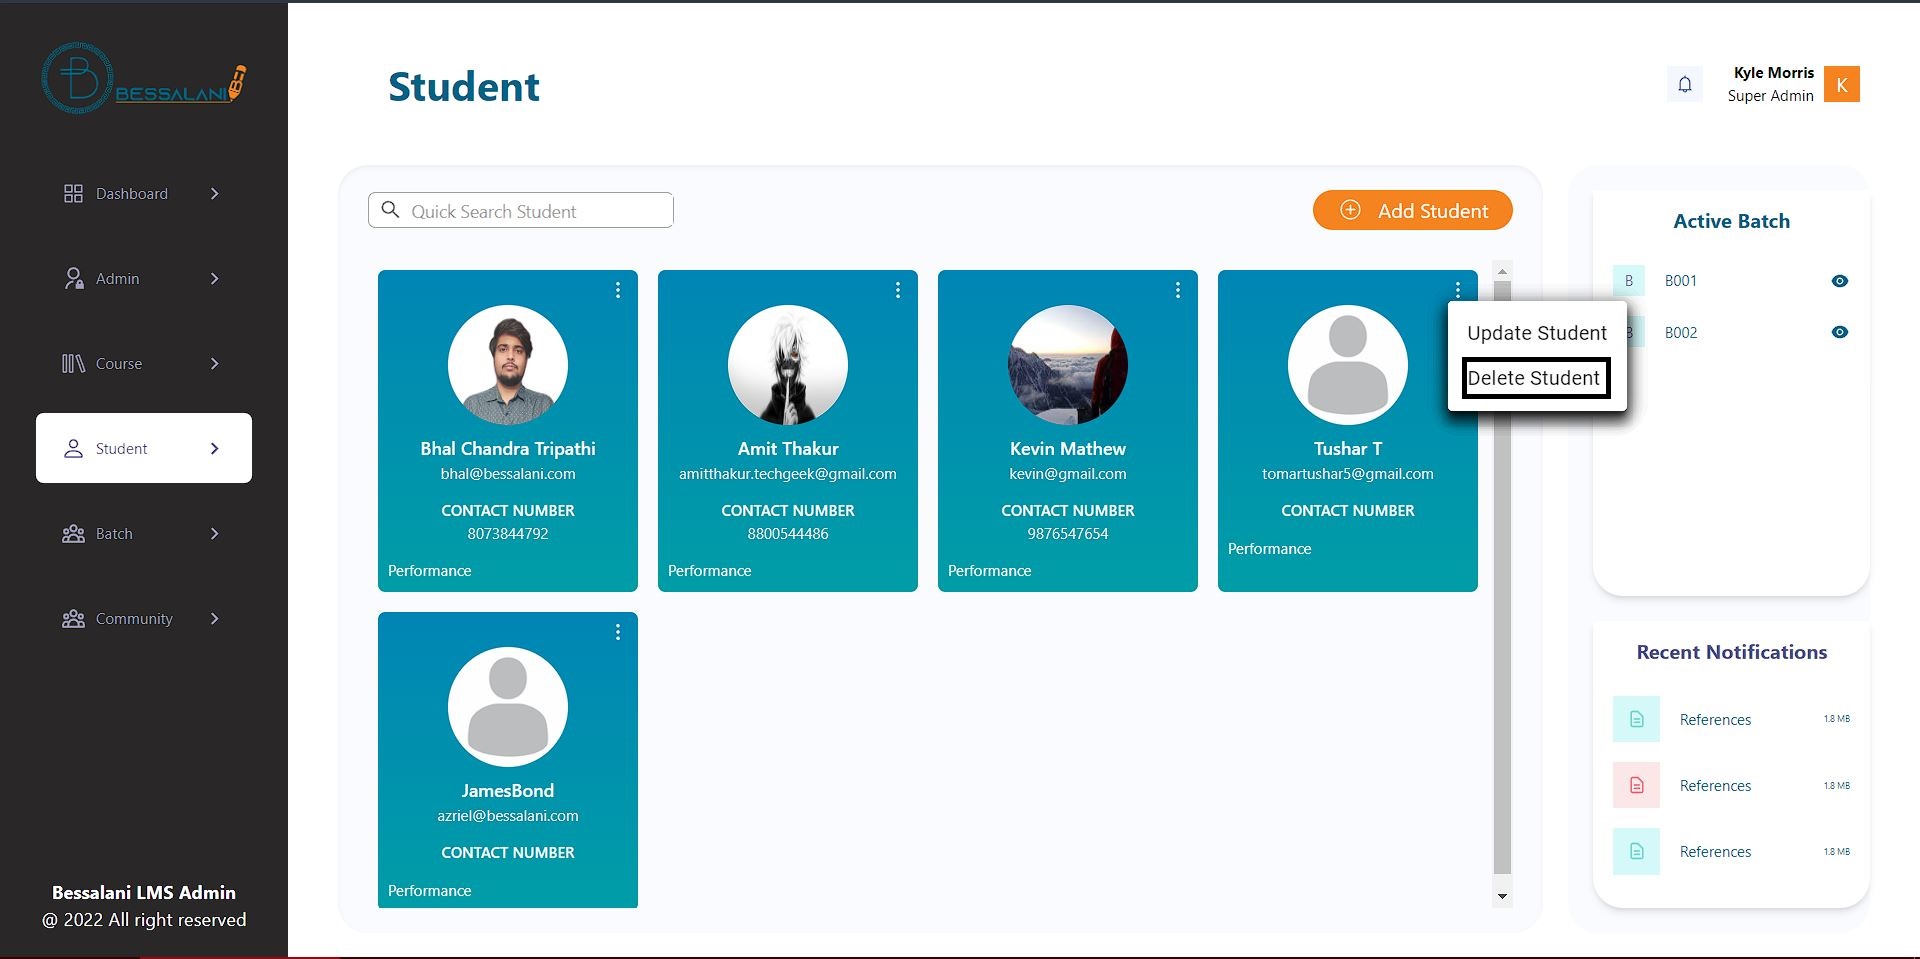 BESSALANI
Dashboard
Admin
Course
Student
Batch
Community
Bessalani LMS Admin
@ 2022 All right reserved
Student
Kyle Morris
Super Admin
K
Quick Search Student
Add Student
Bhal Chandra Tripathi
bhal@bessalani.com
CONTACT NUMBER
8073844792
Performance
Amit Thakur
amitthakur.techgeek@gmail.com
CONTACT NUMBER
8800544486
Performance
Kevin Mathew
kevin@gmail.com
CONTACT NUMBER
9876547654
Performance
Tushar T
tomartushar5@gmail.com
CONTACT NUMBER
Performance
Update Student
Delete Student
JamesBond
azriel@bessalani.com
CONTACT NUMBER
Performance
Active Batch
B B001
B B002
Recent Notifications
References 1.8 MB
References 1.8 MB
References 1.8 MB